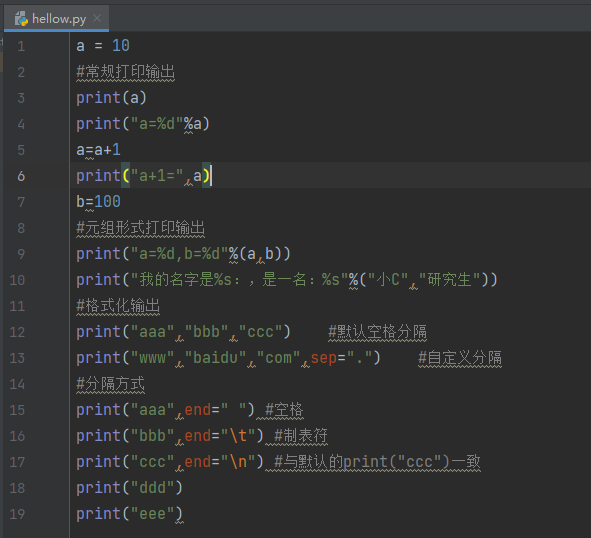 hellow.py
1 a = 10
2 #常规打印输出
3 print(a)
4 print("a=%d"%a)
5 a=a+1
6 print("a+1=",a)
7 b=100
8 #元组形式打印输出
9 print("a=%d,b=%d"%(a,b))
10 print("我的名字是%s：，是一名：%s"%("小C","研究生"))
11 #格式化输出
12 print("aaa","bbb","ccc")    #默认空格分隔
13 print("www","baidu","com",sep=".")    #自定义分隔
14 #分隔方式
15 print("aaa",end=" ") #空格
16 print("bbb",end="\t") #制表符
17 print("ccc",end="\n") #与默认的print("ccc")一致
18 print("ddd")
19 print("eee")